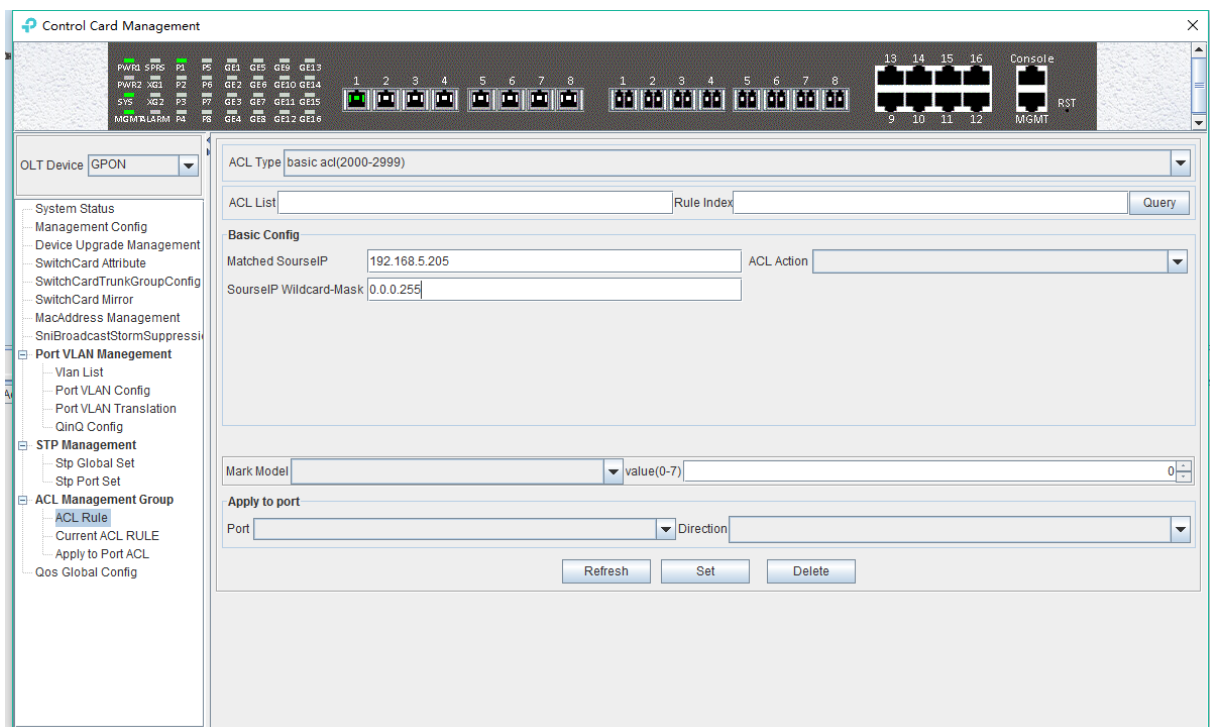 Control Card Management
PWR1 SPRS P1 P5 GE1 GE5 GE9 GE13
PWR2 XG1 P2 P6 GE2 GE6 GE10 GE14
SYS XG2 P3 P7 GE3 GE7 GE11 GE15
MGMT ALARM P4 P8 GE4 GE8 GE12 GE16
1 2 3 4 5 6 7 8 1 2 3 4 5 6 7 8
13 14 15 16 Console
RST
9 10 11 12 MGMT
OLT Device GPON
System Status
Management Config
Device Upgrade Management
SwitchCard Attribute
SwitchCardTrunkGroupConfig
SwitchCard Mirror
MacAddress Management
SniBroadcastStormSuppressi
Port VLAN Manegement
Vlan List
Port VLAN Config
Port VLAN Translation
QinQ Config
STP Management
Stp Global Set
Stp Port Set
ACL Management Group
ACL Rule
Current ACL RULE
Apply to Port ACL
Qos Global Config
ACL Type basic acl(2000-2999)
ACL List Rule Index Query
Basic Config
Matched SourseIP 192.168.5.205 ACL Action
SourseIP Wildcard-Mask 0.0.0.255
Mark Model value(0-7) 0
Apply to port
Port Direction
Refresh Set Delete